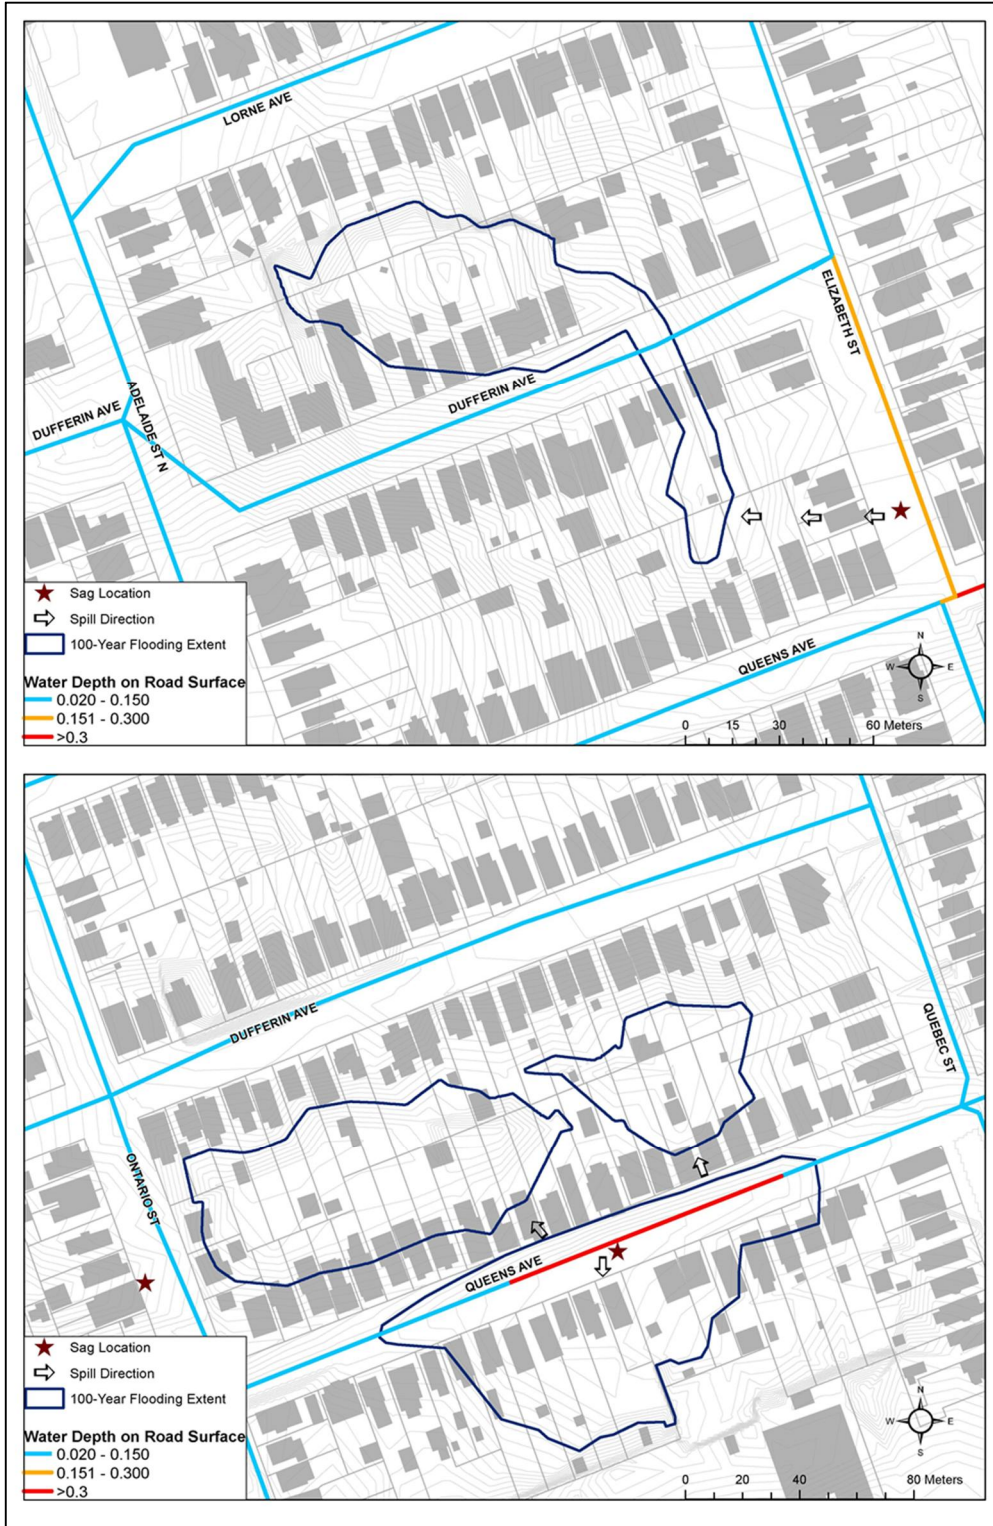 LORNE AVE
ELIZABETH ST
DUFFERIN AVE
ADELAIDE ST N
DUFFERIN AVE
QUEENS AVE
Sag Location
Spill Direction
100-Year Flooding Extent
Water Depth on Road Surface
0.020 - 0.150
0.151 - 0.300
>0.3
N
W E
S
0 15 30 60 Meters
DUFFERIN AVE
QUEBEC ST
ONTARIO ST
QUEENS AVE
Sag Location
Spill Direction
100-Year Flooding Extent
Water Depth on Road Surface
0.020 - 0.150
0.151 - 0.300
>0.3
N
W E
S
0 20 40 80 Meters